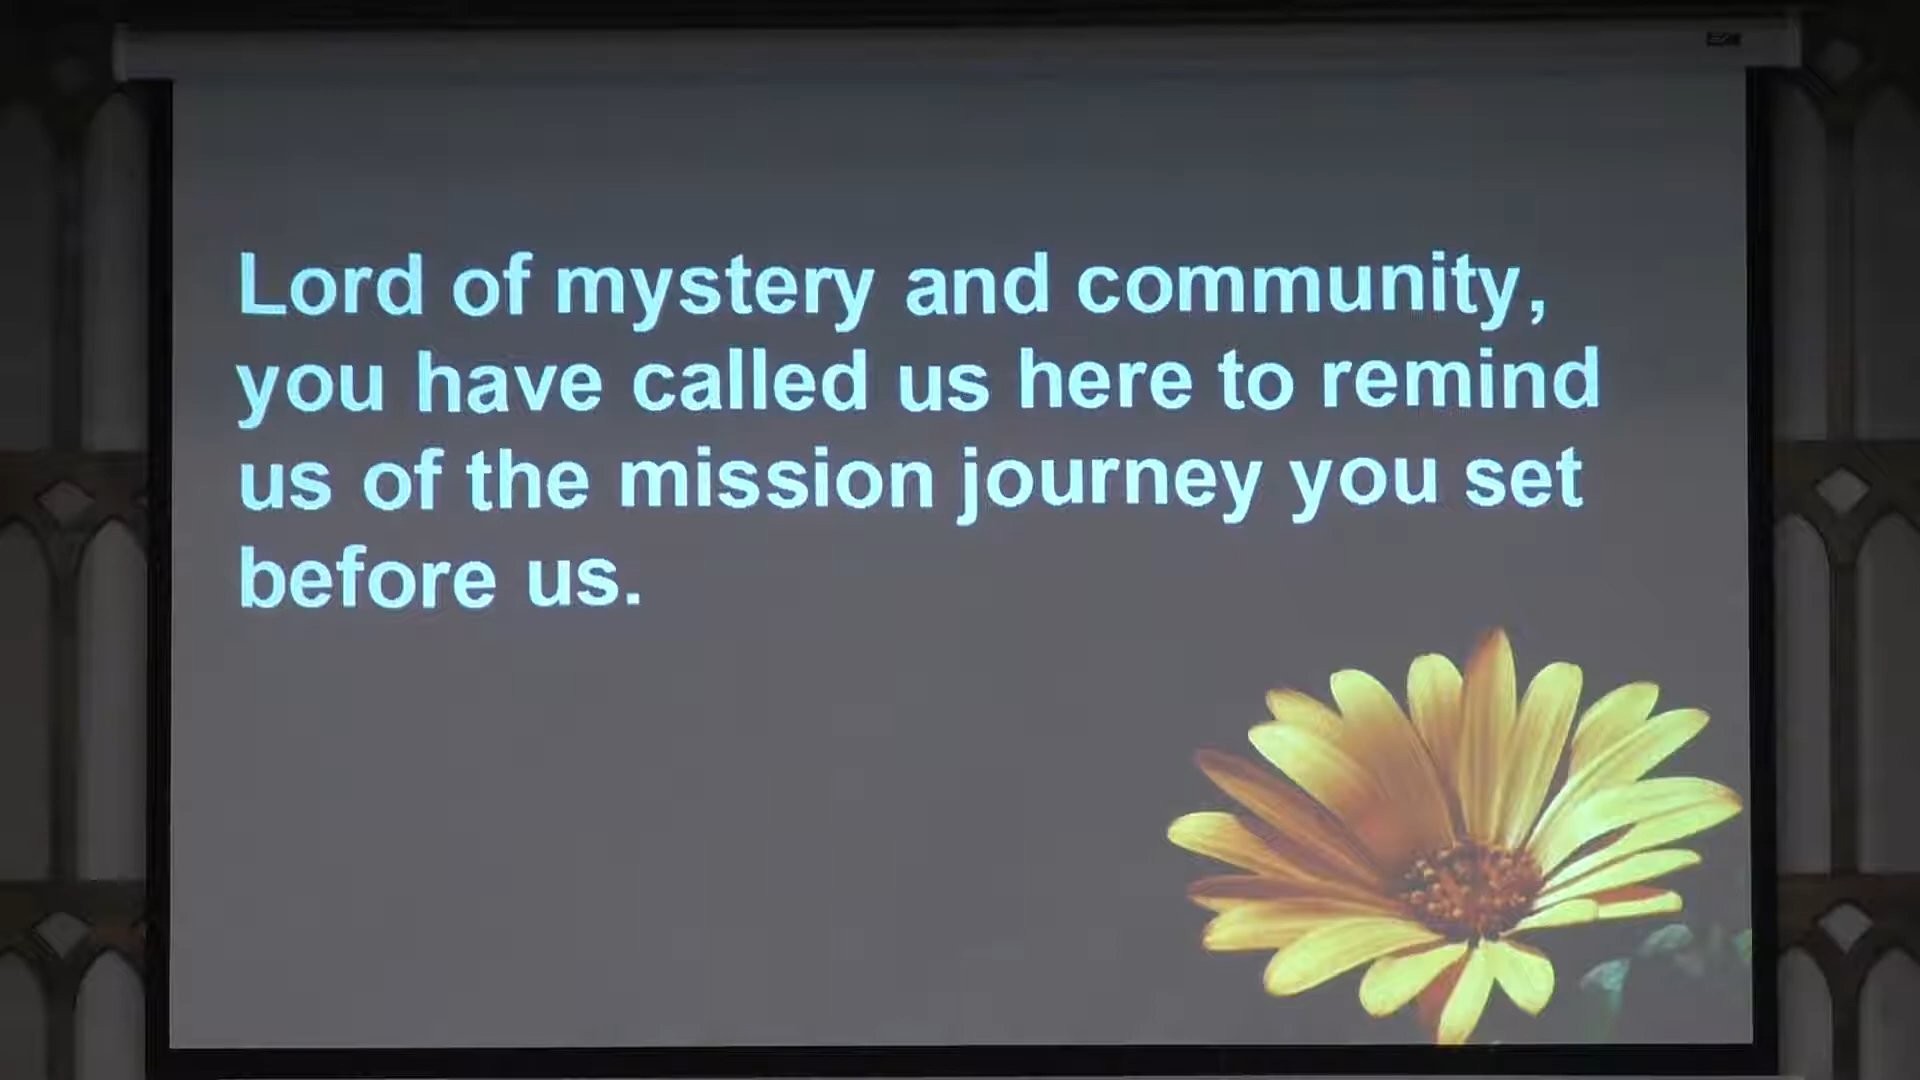 Lord of mystery and community,
you have called us here to remind
us of the mission journey you set
before us.